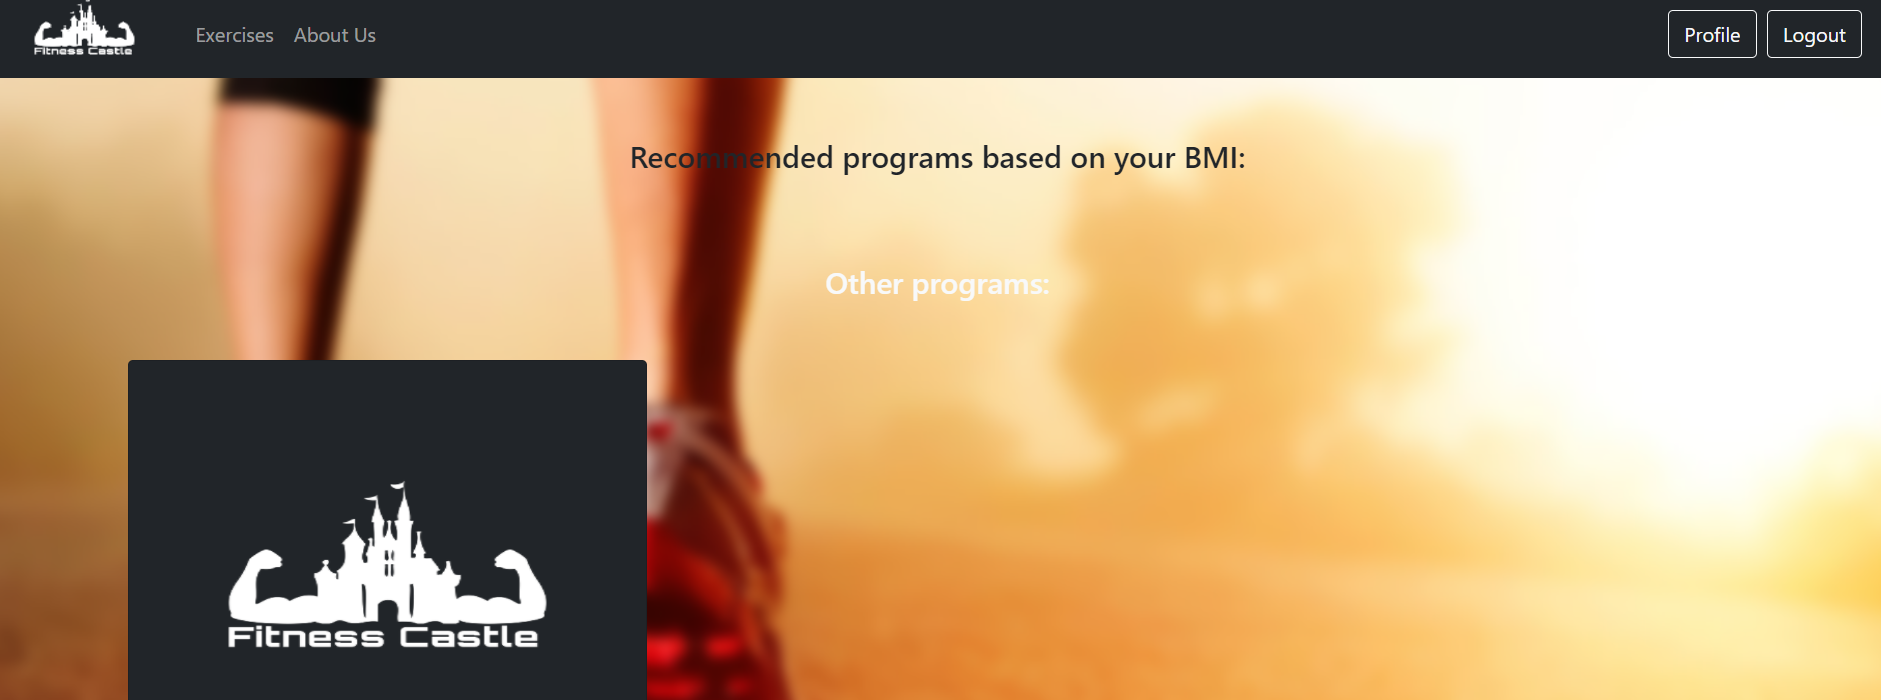 Fitness Castle
Exercises About Us
Profile Logout
Recommended programs based on your BMI:
Other programs:
Fitness Castle